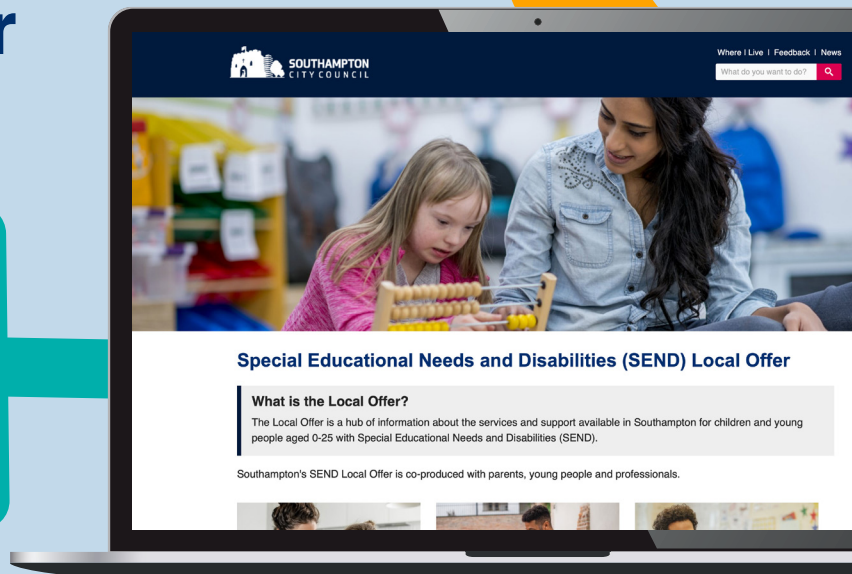 r
SOUTHAMPTON
CITY COUNCIL
Where I Live | Feedback | News
What do you want to do?
Special Educational Needs and Disabilities (SEND) Local Offer
What is the Local Offer?
The Local Offer is a hub of information about the services and support available in Southampton for children and young
people aged 0-25 with Special Educational Needs and Disabilities (SEND).
Southampton's SEND Local Offer is co-produced with parents, young people and professionals.